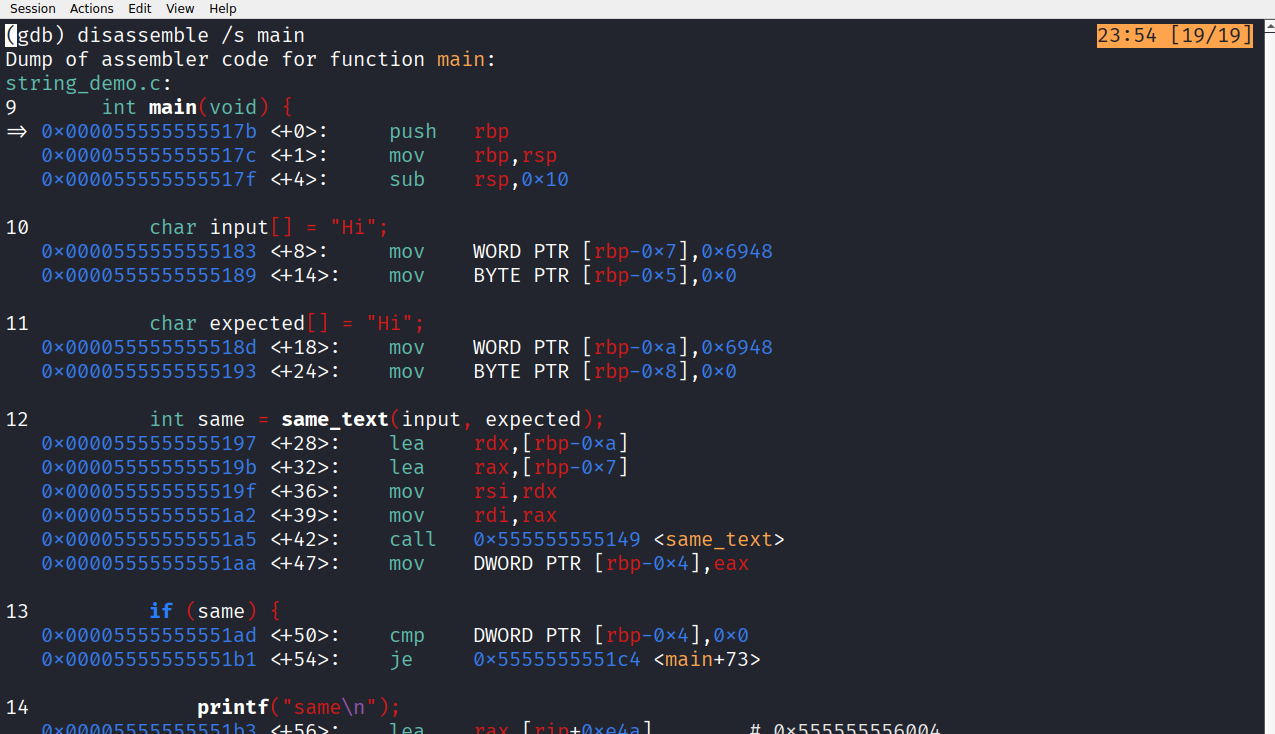 Session Actions Edit View Help
(gdb) disassemble /s main 23:54 [19/19]
Dump of assembler code for function main:
string_demo.c:
9 int main(void) {
=> 0x000055555555517b <+0>: push rbp
0x000055555555517c <+1>: mov rbp,rsp
0x000055555555517f <+4>: sub rsp,0x10
10 char input[] = "Hi";
0x0000555555555183 <+8>: mov WORD PTR [rbp-0x7],0x6948
0x0000555555555189 <+14>: mov BYTE PTR [rbp-0x5],0x0
11 char expected[] = "Hi";
0x000055555555518d <+18>: mov WORD PTR [rbp-0xa],0x6948
0x0000555555555193 <+24>: mov BYTE PTR [rbp-0x8],0x0
12 int same = same_text(input, expected);
0x0000555555555197 <+28>: lea rdx,[rbp-0xa]
0x000055555555519b <+32>: lea rax,[rbp-0x7]
0x000055555555519f <+36>: mov rsi,rdx
0x00005555555551a2 <+39>: mov rdi,rax
0x00005555555551a5 <+42>: call 0x555555555149 <same_text>
0x00005555555551aa <+47>: mov DWORD PTR [rbp-0x4],eax
13 if (same) {
0x00005555555551ad <+50>: cmp DWORD PTR [rbp-0x4],0x0
0x00005555555551b1 <+54>: je 0x5555555551c4 <main+73>
14 printf("same\n");
0x00005555555551b3 <+56>: lea rax,[rip+0xe4a] # 0x555555556004